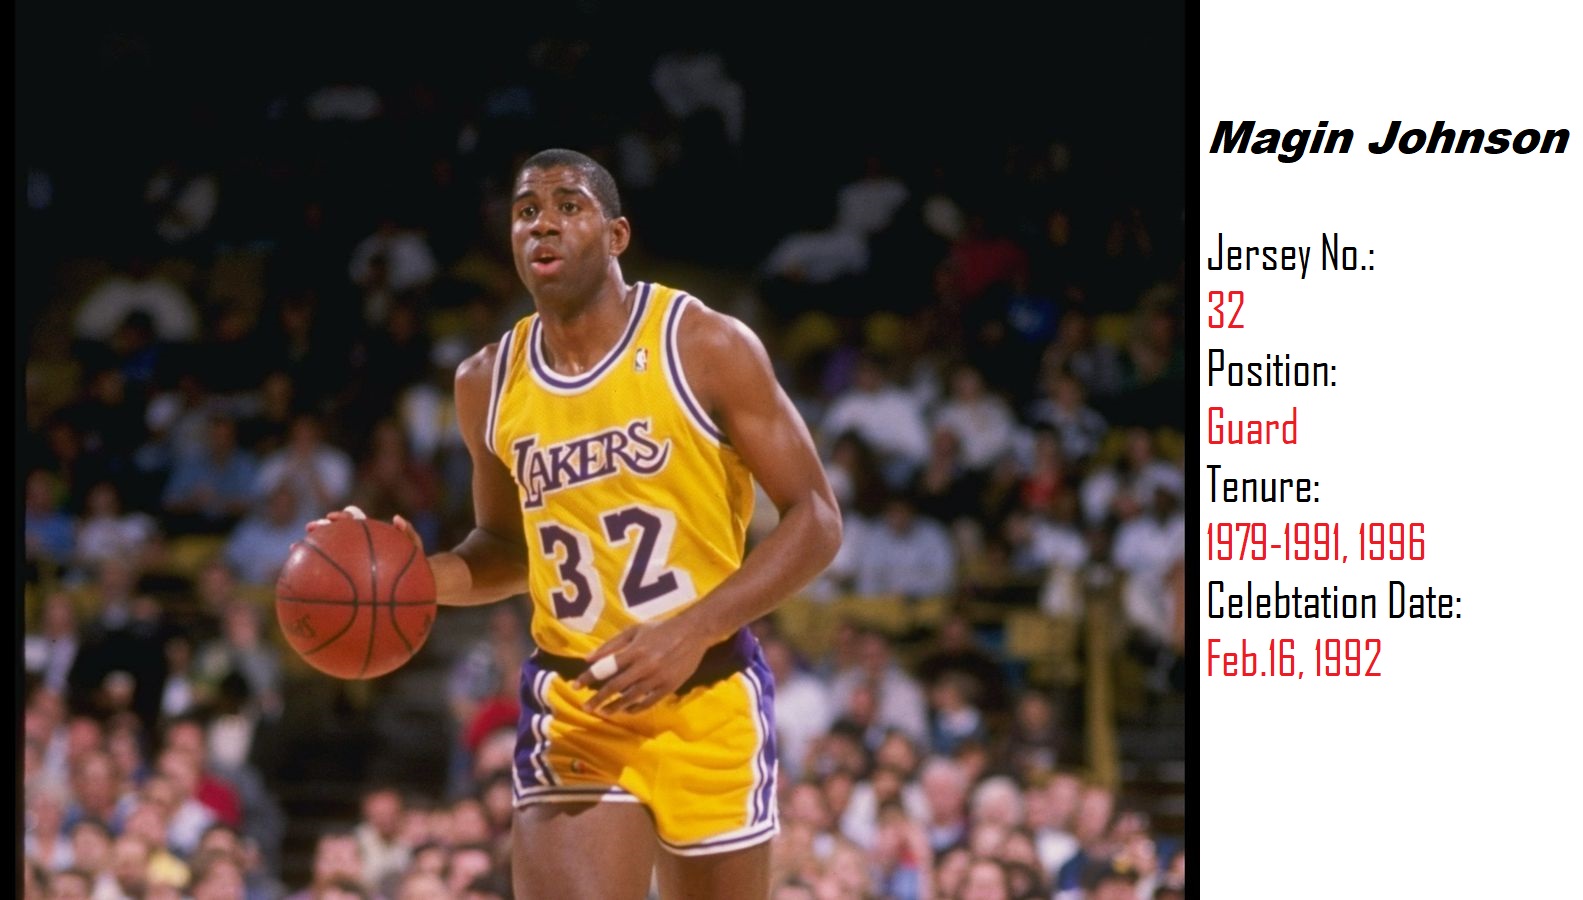 Magin Johnson
Jersey No.:
32
Position:
Guard
Tenure:
1979-1991, 1996
Celebtation Date:
Feb.16, 1992
LAKERS
32